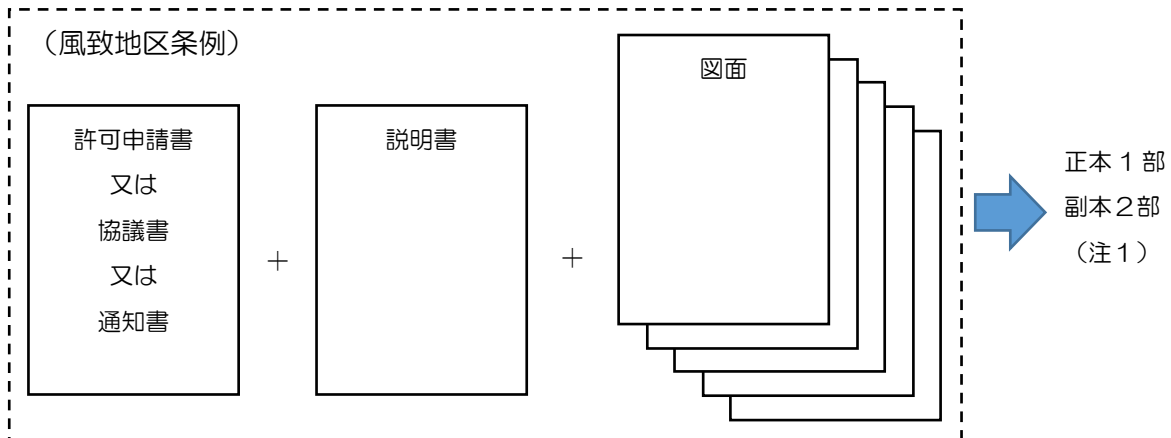 （風致地区条例）
許可申請書
又は
協議書
又は
通知書
＋
説明書
＋
図面
正本１部
副本２部
（注１）